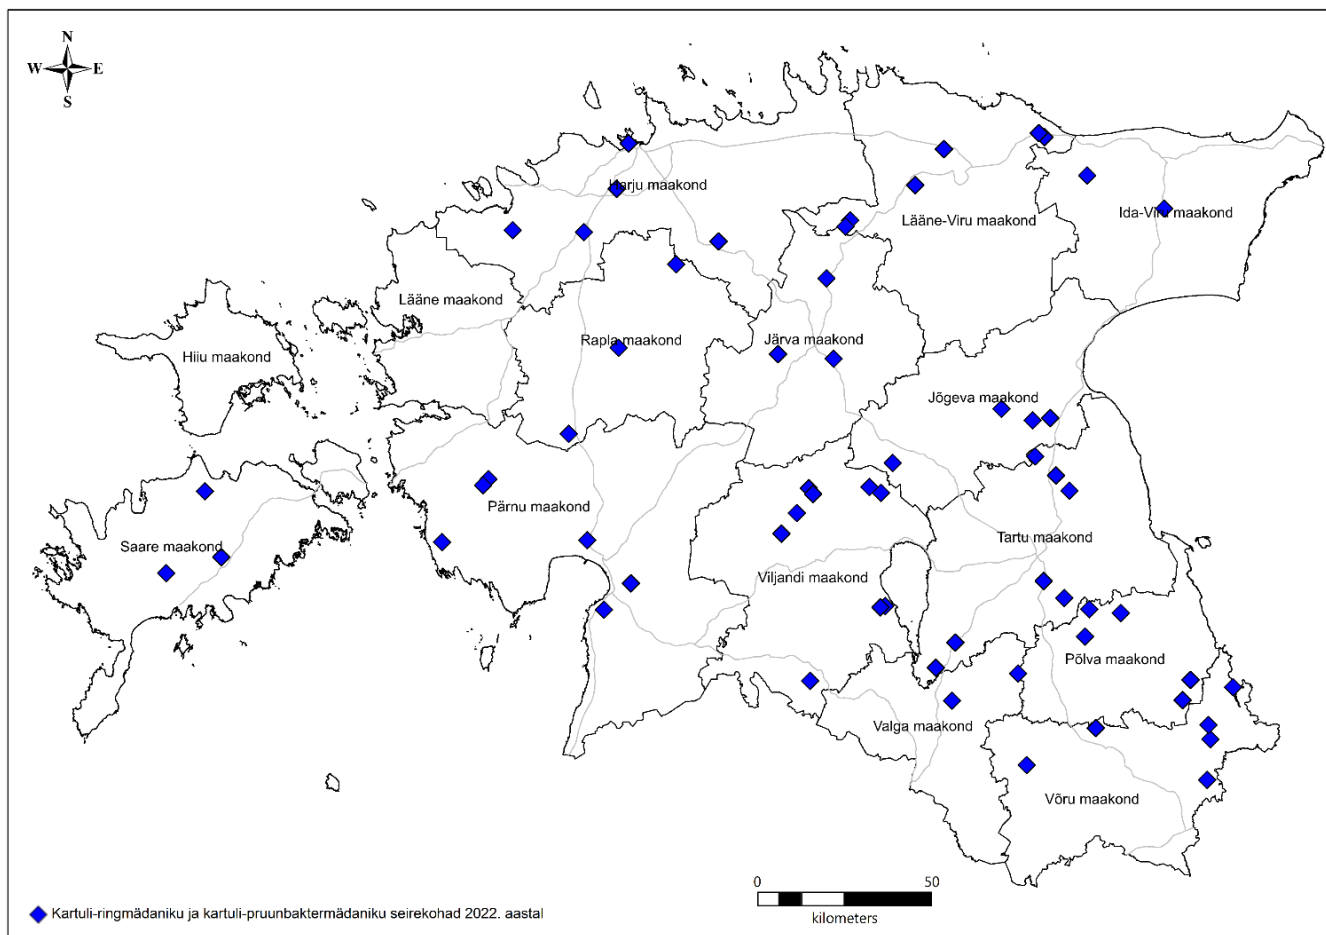 N
W E
S
Harju maakond
Lääne-Viru maakond
Ida-Viru maakond
Lääne maakond
Hiiu maakond
Rapla maakond
Järva maakond
Jõgeva maakond
Pärnu maakond
Saare maakond
Tartu maakond
Viljandi maakond
Põlva maakond
Valga maakond
Võru maakond
0 50
kilometers
Kartuli-ringmädaniku ja kartuli-pruunbaktermädaniku seirekohad 2022. aastal